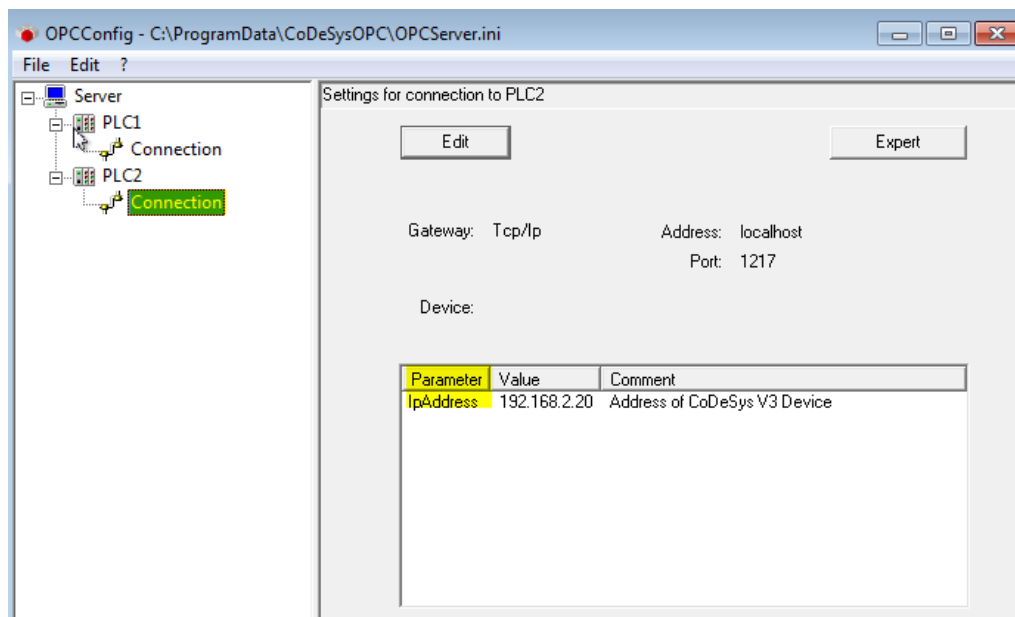 OPCConfig - C:\ProgramData\CoDeSysOPC\OPCServer.ini
File Edit ?
Server
PLC1
Connection
PLC2
Connection
Settings for connection to PLC2
Edit Expert
Gateway: Tcp/Ip Address: localhost
Port: 1217
Device:
Parameter Value Comment
IpAddress 192.168.2.20 Address of CoDeSys V3 Device